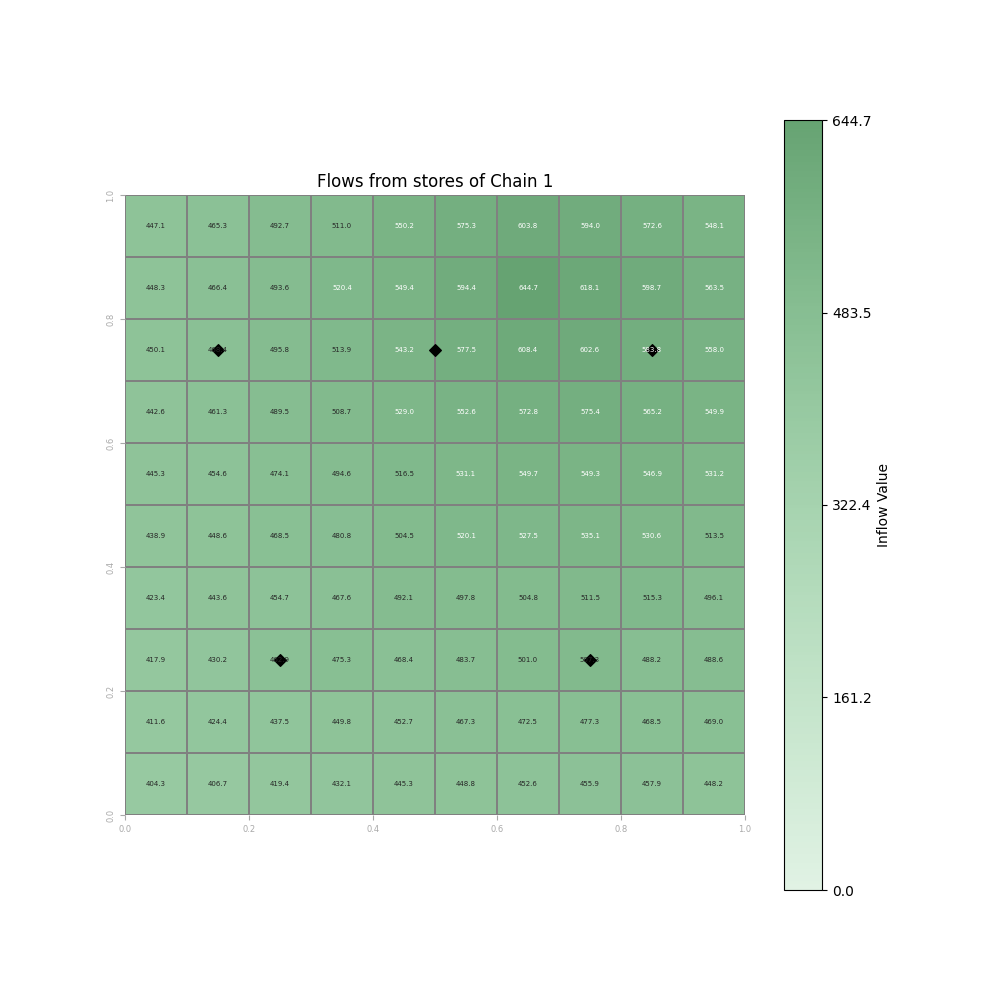 Flows from stores of Chain 1
644.7
483.5
322.4
161.2
0.0
Inflow Value
1.0
0.8
0.6
0.4
0.2
0.0
447.1 465.3 492.7 511.0 550.2 575.3 603.8 594.0 572.6 548.1
448.3 466.4 493.6 520.4 549.4 594.4 644.7 618.1 598.7 563.5
450.1 495.8 513.9 543.2 577.5 608.4 602.6 558.0
442.6 461.3 489.5 508.7 529.0 552.6 572.8 575.4 565.2 549.9
445.3 454.6 474.1 494.6 516.5 531.1 549.7 549.3 546.9 531.2
438.9 448.6 468.5 480.8 504.5 520.1 527.5 535.1 530.6 513.5
423.4 443.6 454.7 467.6 492.1 497.8 504.8 511.5 515.3 496.1
417.9 430.2 475.3 468.4 483.7 501.0 488.2 488.6
411.6 424.4 437.5 449.8 452.7 467.3 472.5 477.3 468.5 469.0
404.3 406.7 419.4 432.1 445.3 448.8 452.6 455.9 457.9 448.2
0.0 0.2 0.4 0.6 0.8 1.0